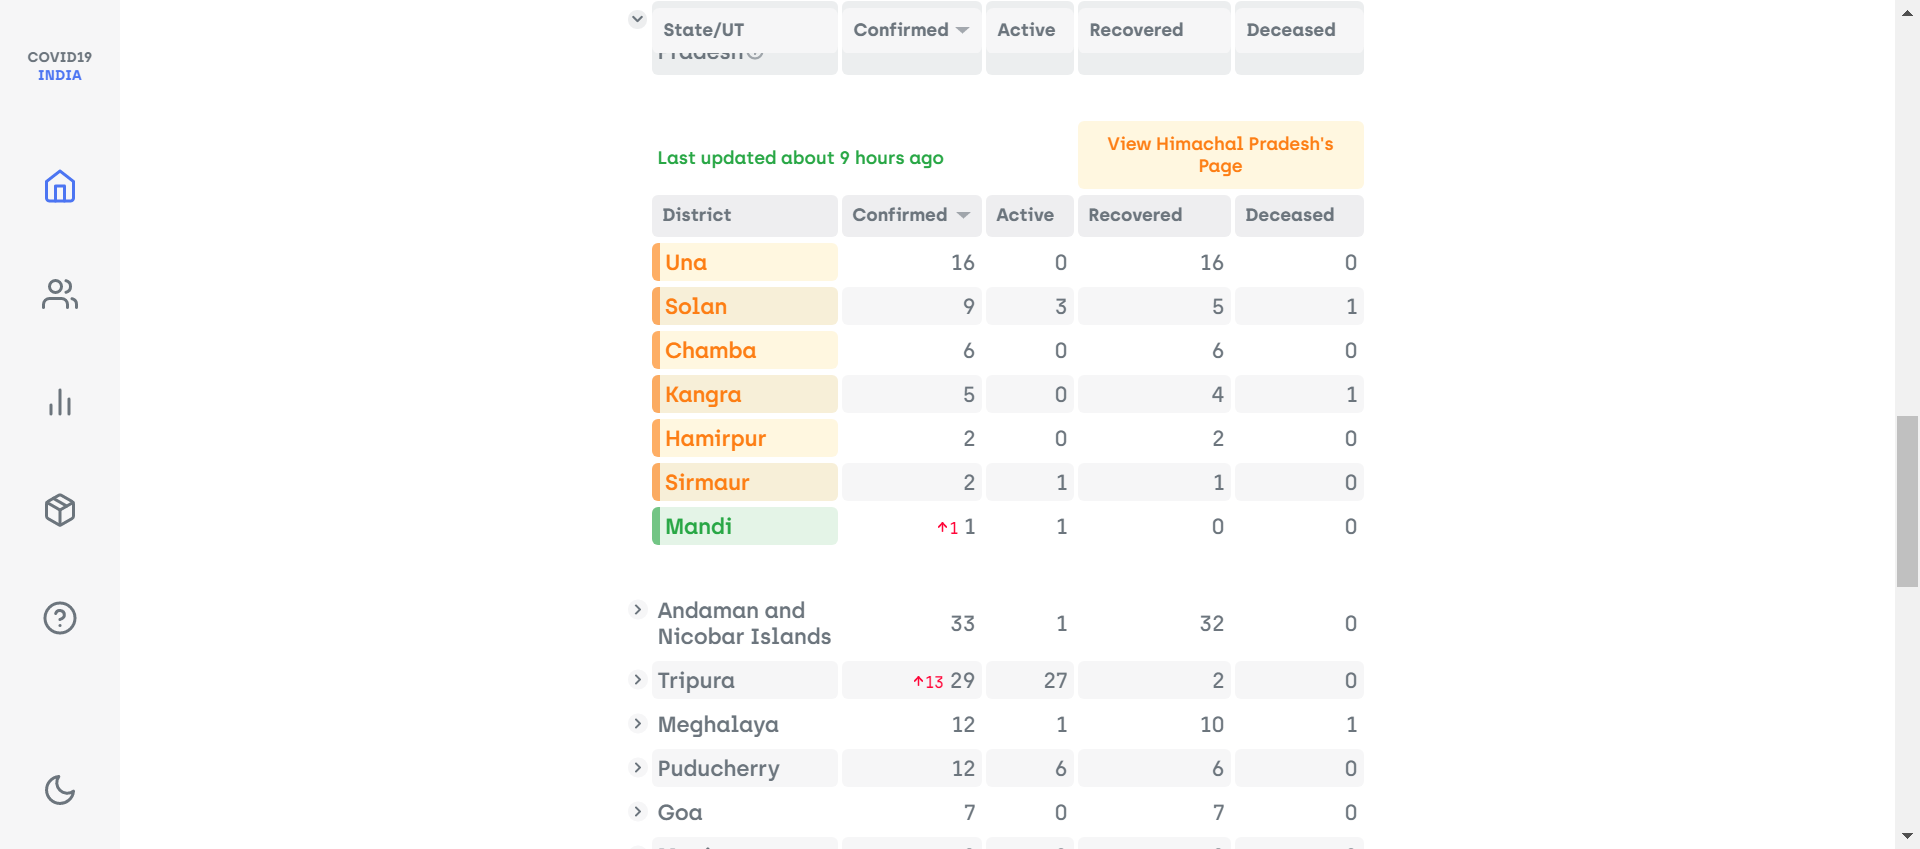 COVID19
INDIA
State/UT Confirmed Active Recovered Deceased
Pradesh
Last updated about 9 hours ago
View Himachal Pradesh's
Page
District Confirmed Active Recovered Deceased
Una 16 0 16 0
Solan 9 3 5 1
Chamba 6 0 6 0
Kangra 5 0 4 1
Hamirpur 2 0 2 0
Sirmaur 2 1 1 0
Mandi ↑1 1 1 0 0
Andaman and
Nicobar Islands 33 1 32 0
Tripura ↑13 29 27 2 0
Meghalaya 12 1 10 1
Puducherry 12 6 6 0
Goa 7 0 7 0